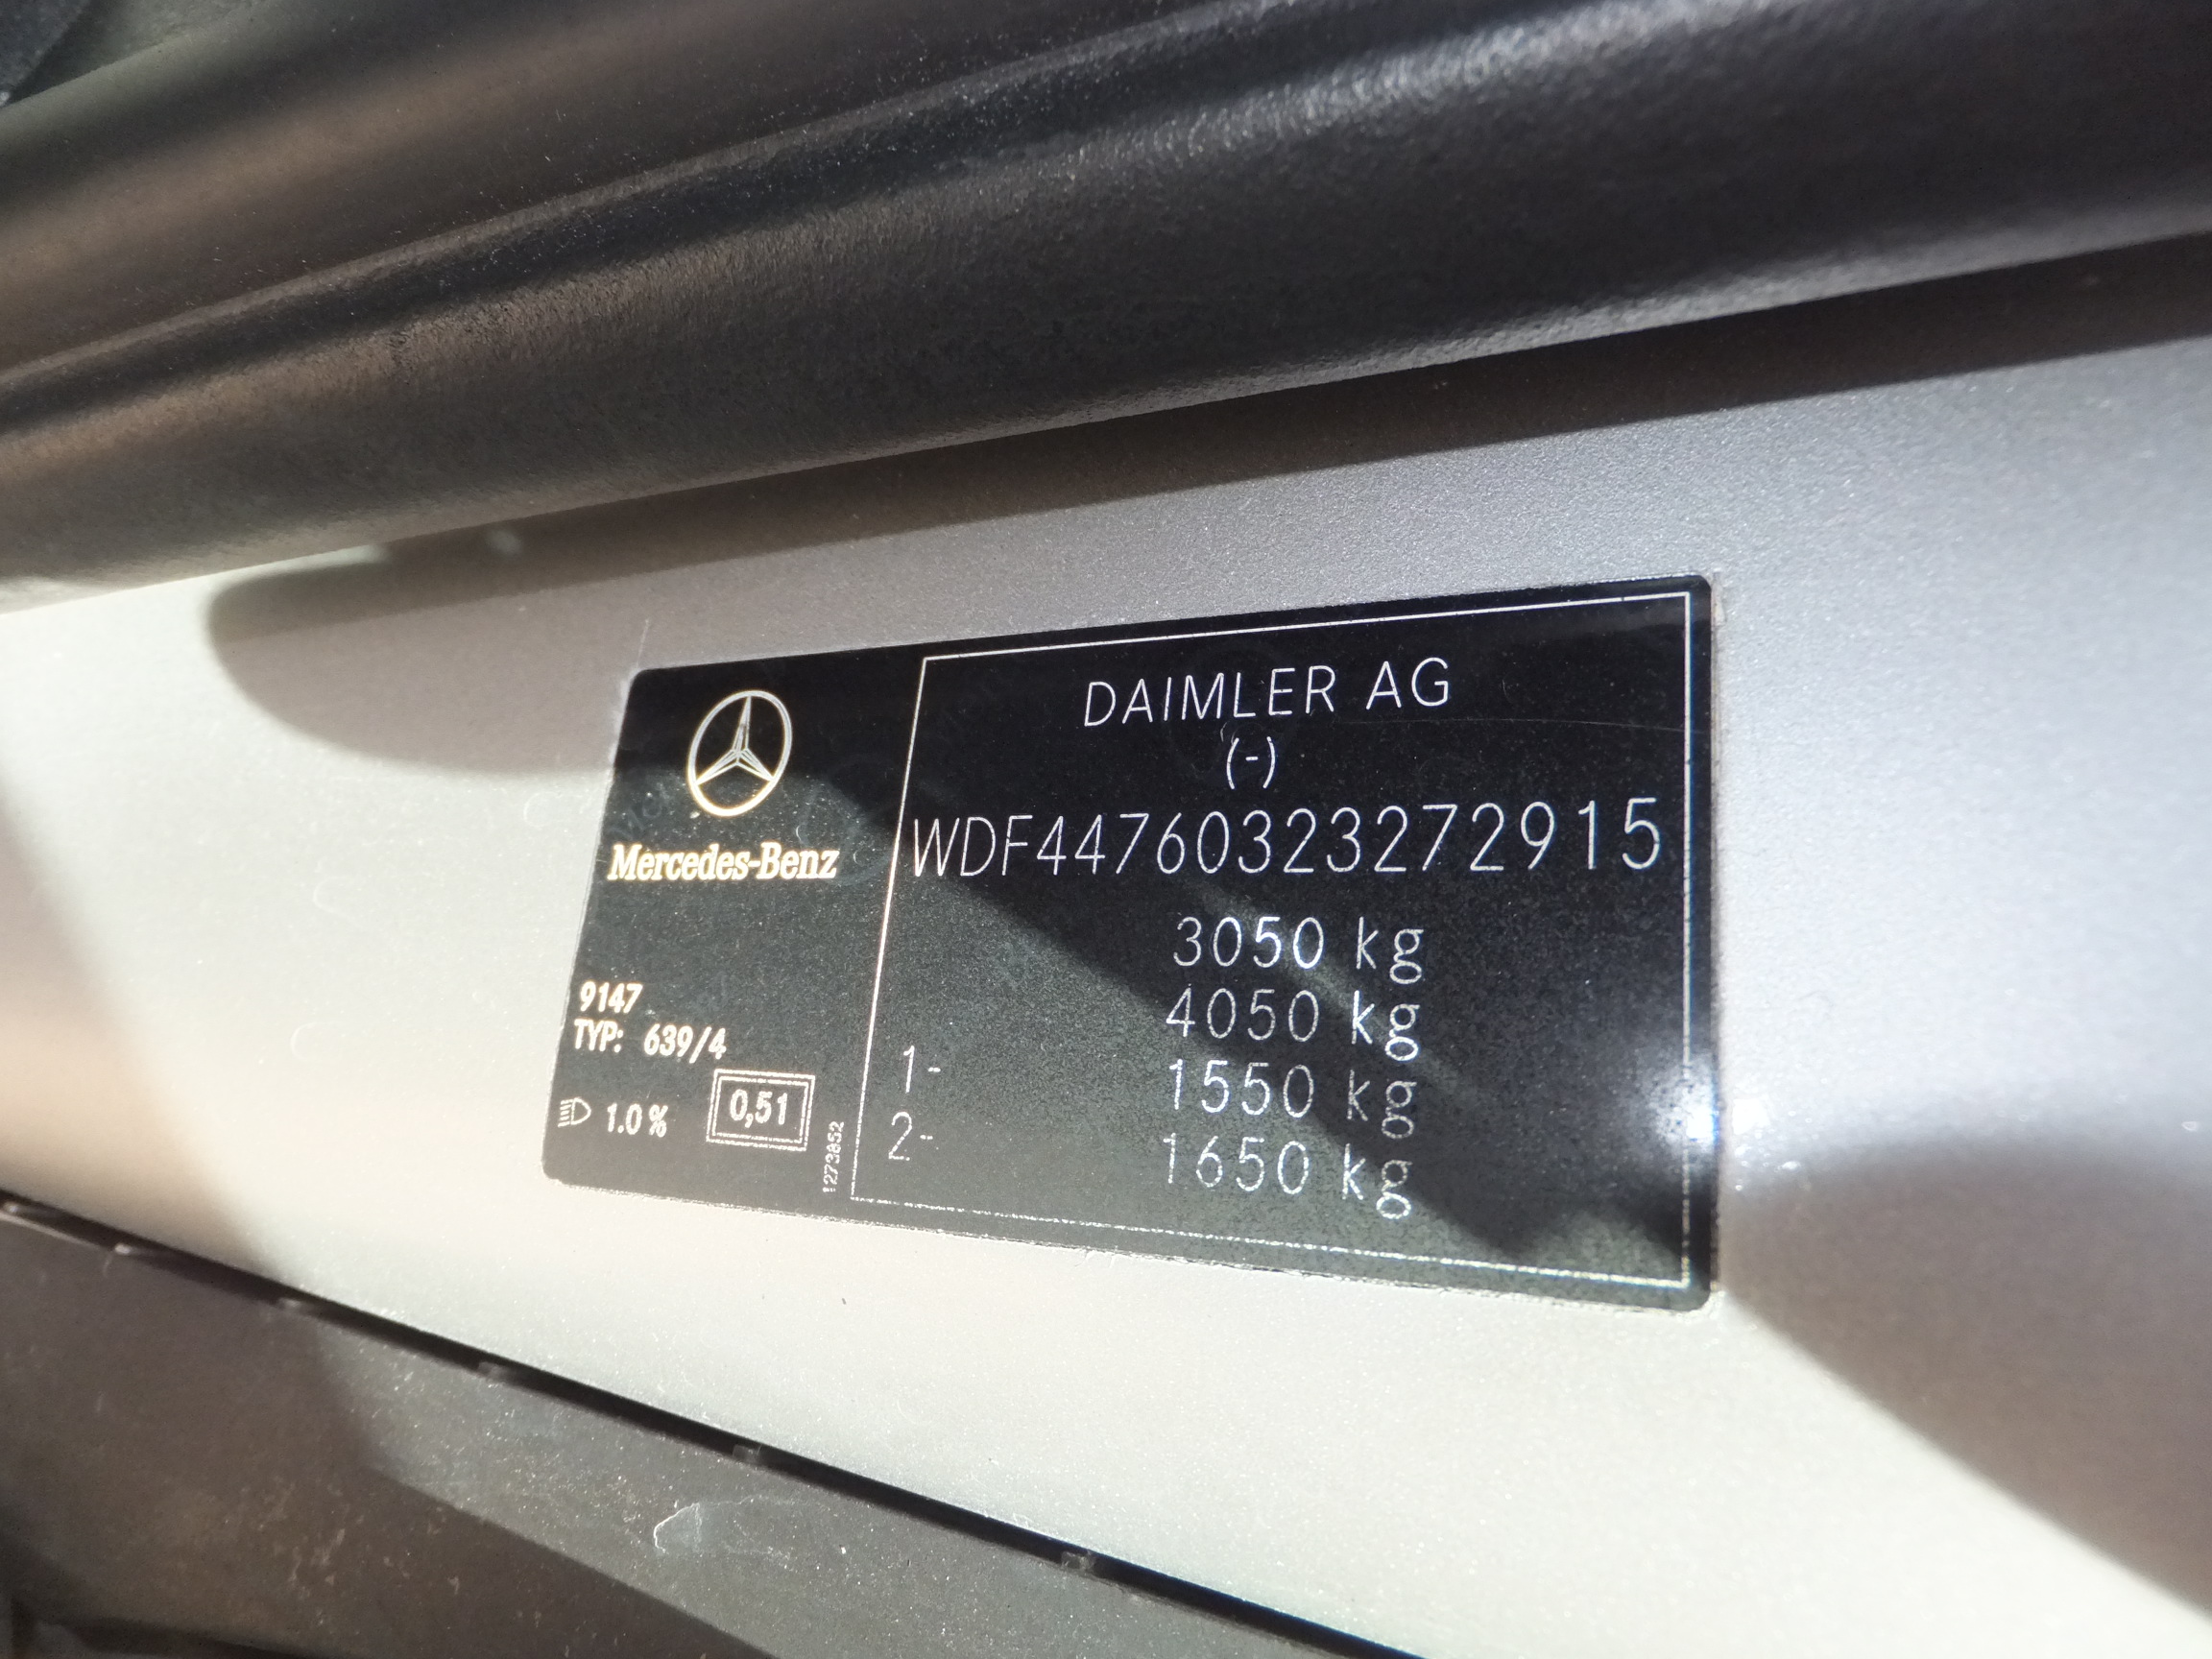 Mercedes-Benz
9147
TYP: 639/4
1.0%
0,51
1273852
DAIMLER AG
(-)
WDF44760323272915
3050 kg
4050 kg
1- 1550 kg
2- 1650 kg